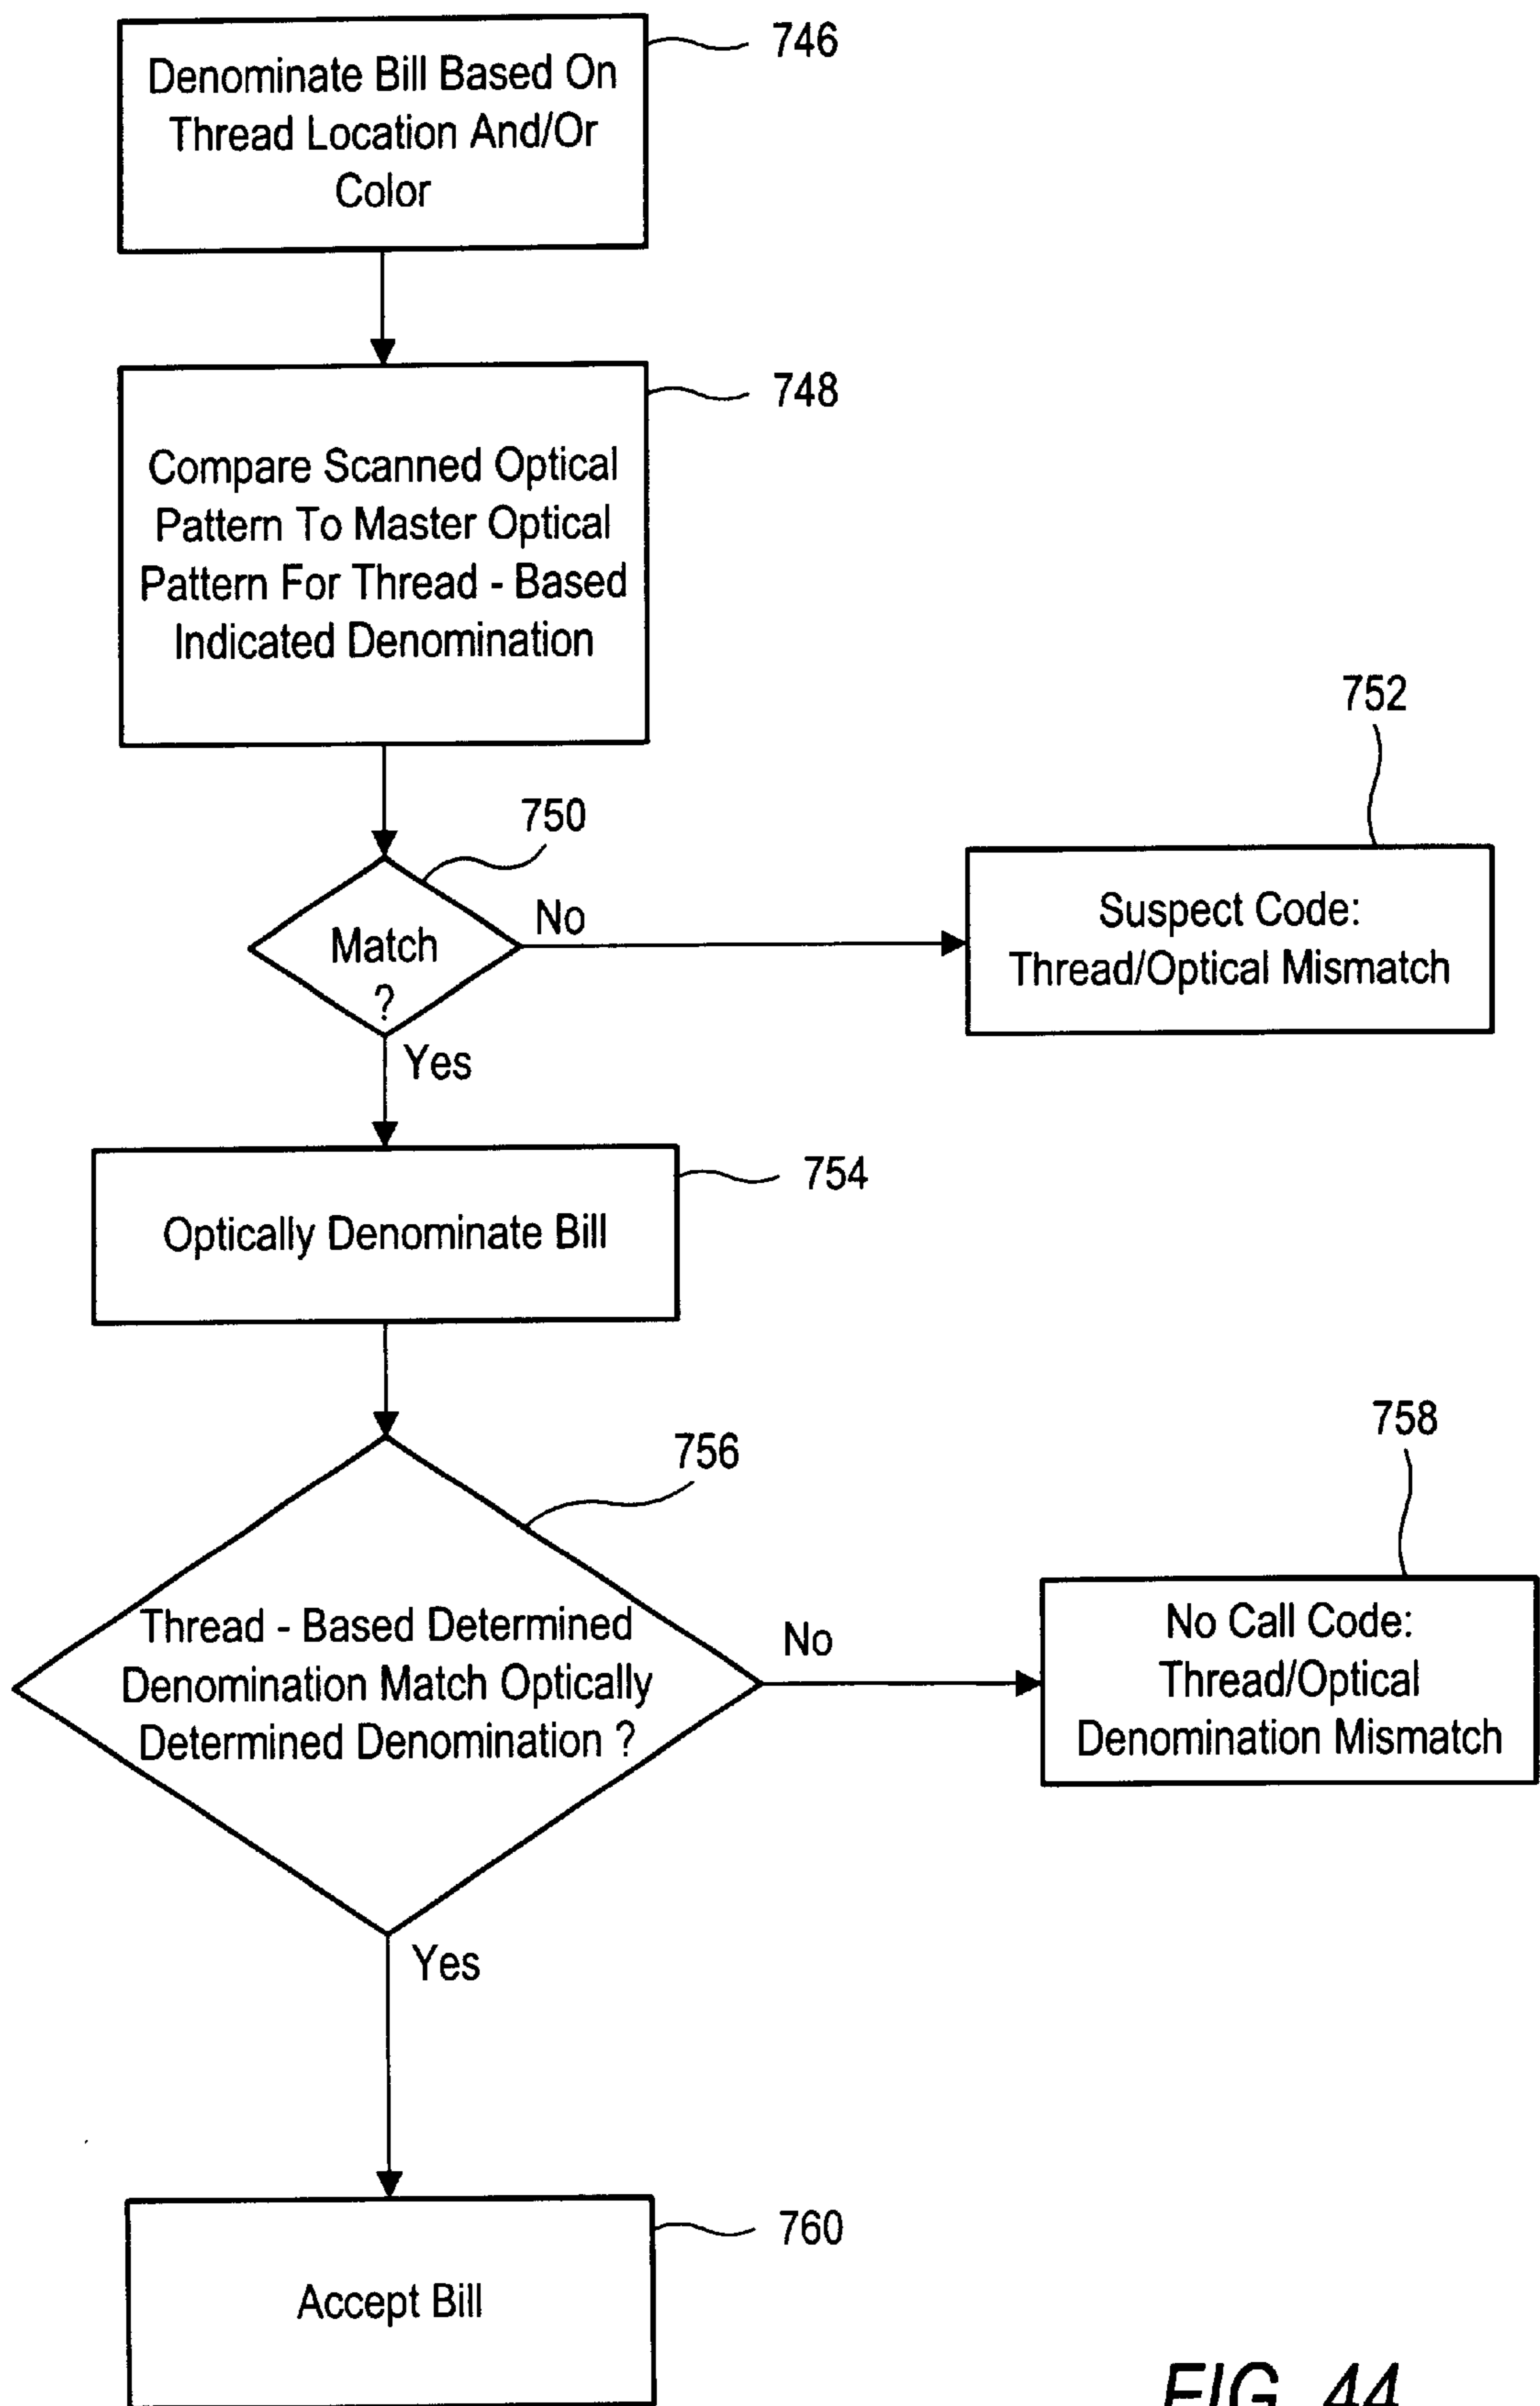 746
Denominate Bill Based On
Thread Location And/Or
Color
748
Compare Scanned Optical
Pattern To Master Optical
Pattern For Thread - Based
Indicated Denomination
752
750
Match
?
No
Suspect Code:
Thread/Optical Mismatch
Yes
754
Optically Denominate Bill
758
756
Thread - Based Determined
Denomination Match Optically
Determined Denomination ?
No
No Call Code:
Thread/Optical
Denomination Mismatch
Yes
760
Accept Bill
FIG. 44